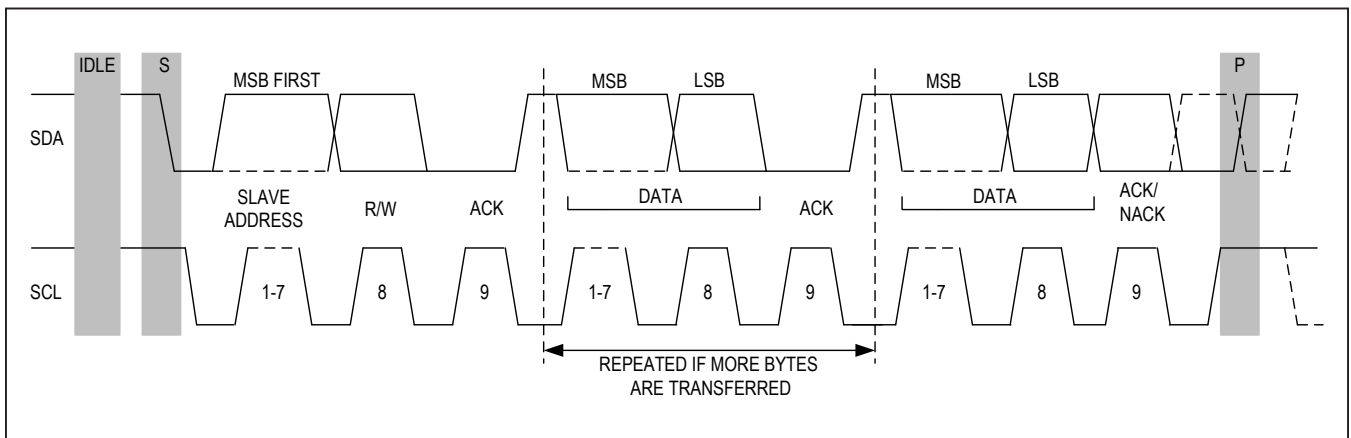 IDLE
S
MSB FIRST
MSB
LSB
MSB
LSB
P
SDA
SLAVE
ADDRESS
R/W
ACK
DATA
ACK
DATA
ACK/
NACK
SCL
1-7
8
9
1-7
8
9
1-7
8
9
REPEATED IF MORE BYTES
ARE TRANSFERRED